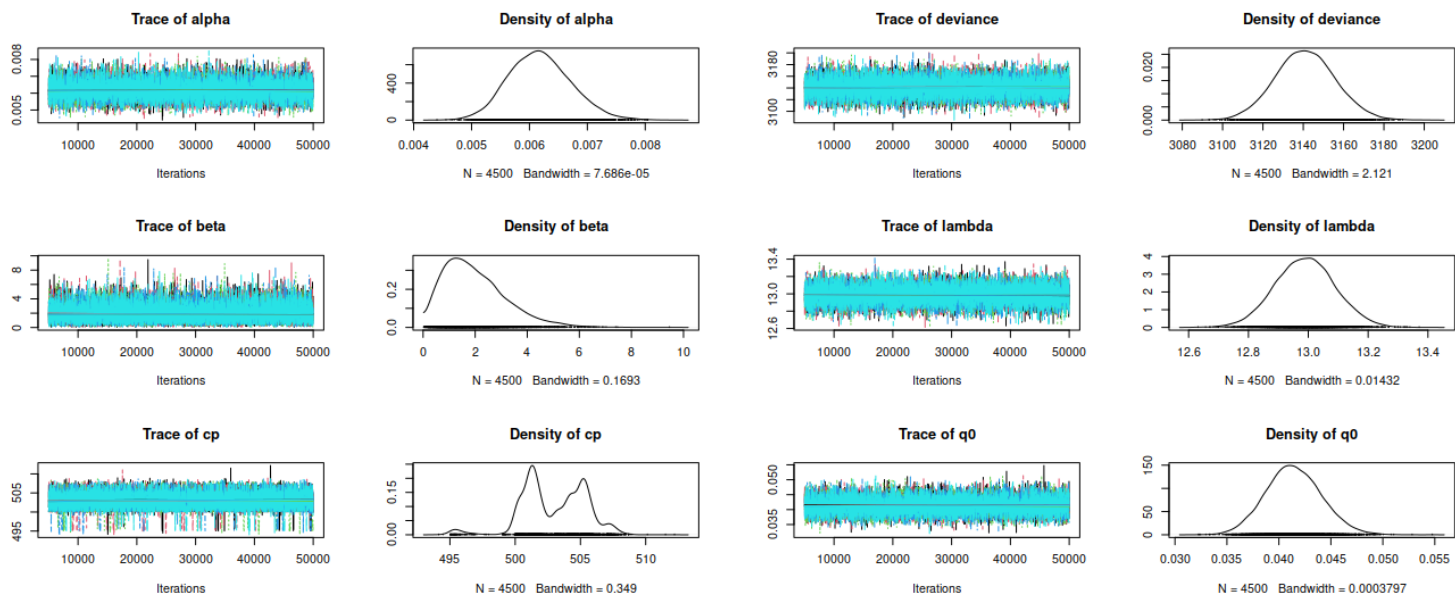 Trace of alpha
0.008
0.005
10000 20000 30000 40000 50000
Iterations
Density of alpha
400
0
0.004 0.005 0.006 0.007 0.008
N = 4500 Bandwidth = 7.686e-05
Trace of deviance
3180
3100
10000 20000 30000 40000 50000
Iterations
Density of deviance
0.020
0.000
3080 3100 3120 3140 3160 3180 3200
N = 4500 Bandwidth = 2.121
Trace of beta
8
4
2
0
10000 20000 30000 40000 50000
Iterations
Density of beta
0.2
0.0
0 2 4 6 8 10
N = 4500 Bandwidth = 0.1693
Trace of lambda
13.4
13.0
12.6
10000 20000 30000 40000 50000
Iterations
Density of lambda
4
3
2
1
0
12.6 12.8 13.0 13.2 13.4
N = 4500 Bandwidth = 0.01432
Trace of cp
505
495
10000 20000 30000 40000 50000
Iterations
Density of cp
0.15
0.00
495 500 505 510
N = 4500 Bandwidth = 0.349
Trace of q0
0.050
0.035
10000 20000 30000 40000 50000
Iterations
Density of q0
150
50
0
0.030 0.035 0.040 0.045 0.050 0.055
N = 4500 Bandwidth = 0.0003797